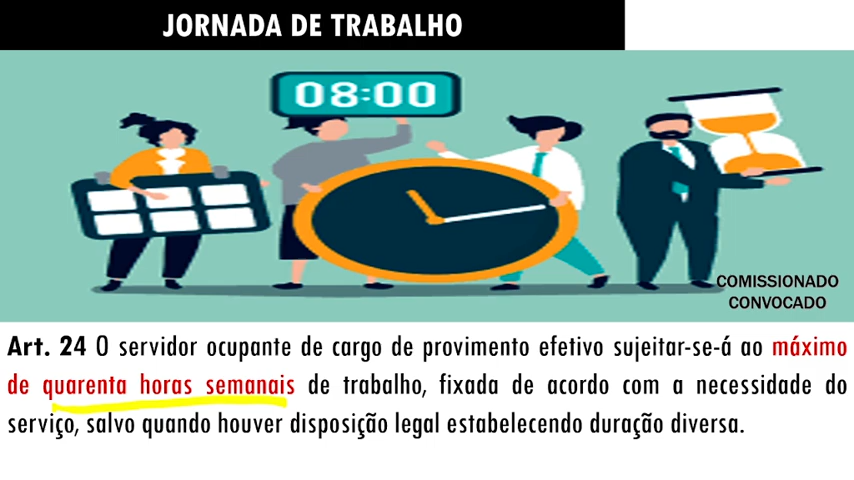 JORNADA DE TRABALHO
08:00
COMISSIONADO
CONVOCADO
Art. 24 O servidor ocupante de cargo de provimento efetivo sujeitar-se-á ao máximo
de quarenta horas semanais de trabalho, fixada de acordo com a necessidade do
serviço, salvo quando houver disposição legal estabelecendo duração diversa.